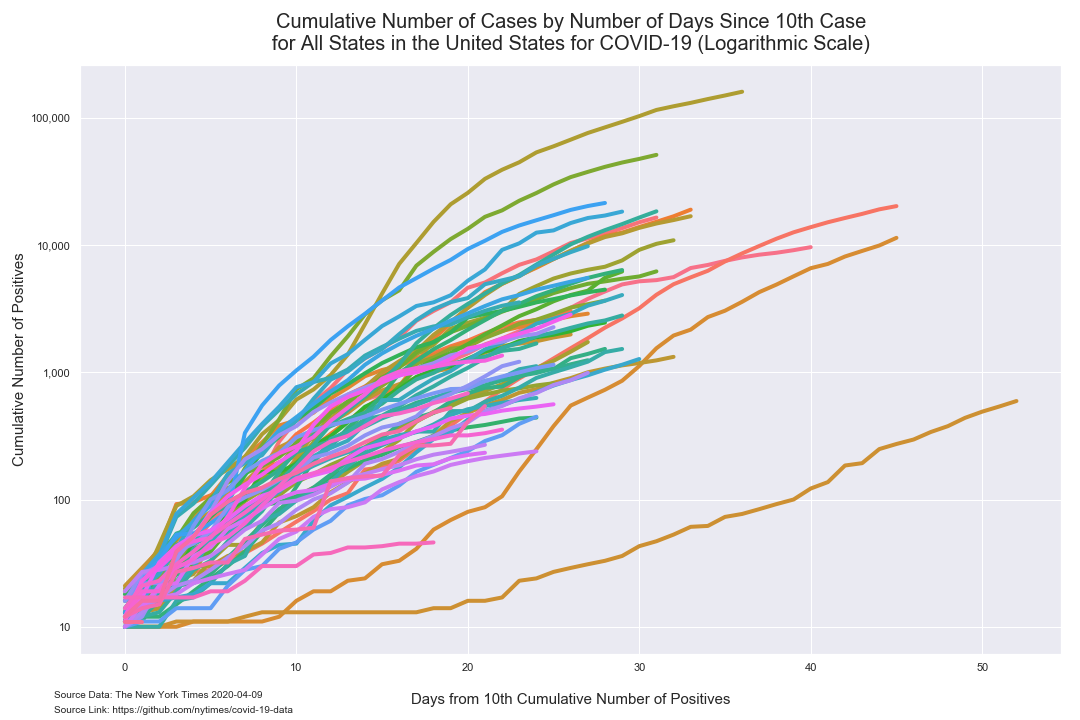 Cumulative Number of Cases by Number of Days Since 10th Case
for All States in the United States for COVID-19 (Logarithmic Scale)
100,000
10,000
1,000
100
10
Cumulative Number of Positives
0 10 20 30 40 50
Days from 10th Cumulative Number of Positives
Source Data: The New York Times 2020-04-09
Source Link: https://github.com/nytimes/covid-19-data